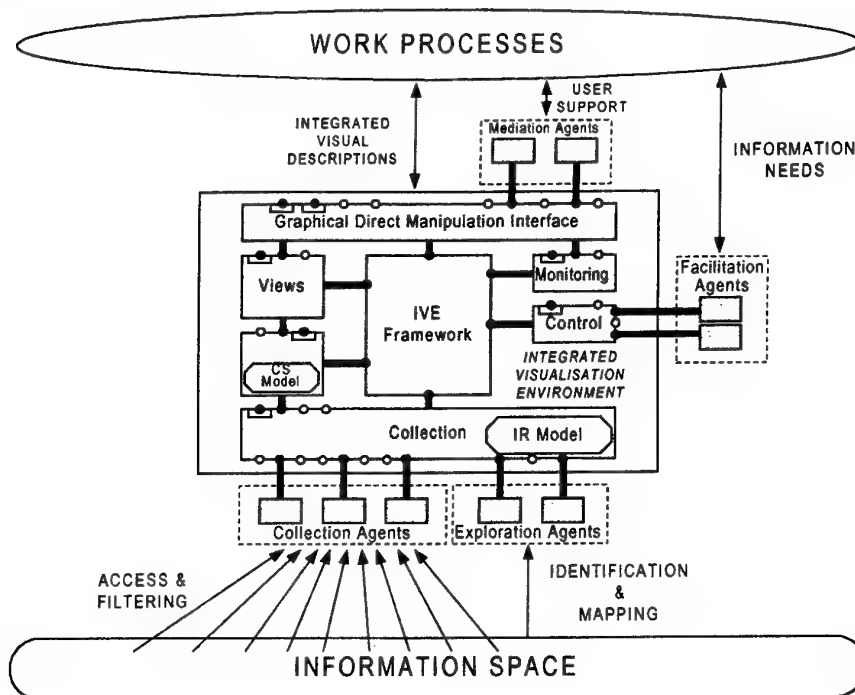 WORK PROCESSES
USER
SUPPORT
INTEGRATED
VISUAL
DESCRIPTIONS
Mediation Agents
INFORMATION
NEEDS
Graphical Direct Manipulation Interface
Views
IVE
Framework
Monitoring
Facilitation
Agents
Control
CS Model
INTEGRATED
VISUALISATION
ENVIRONMENT
Collection
IR Model
Collection Agents
Exploration Agents
ACCESS &
FILTERING
IDENTIFICATION
&
MAPPING
INFORMATION SPACE